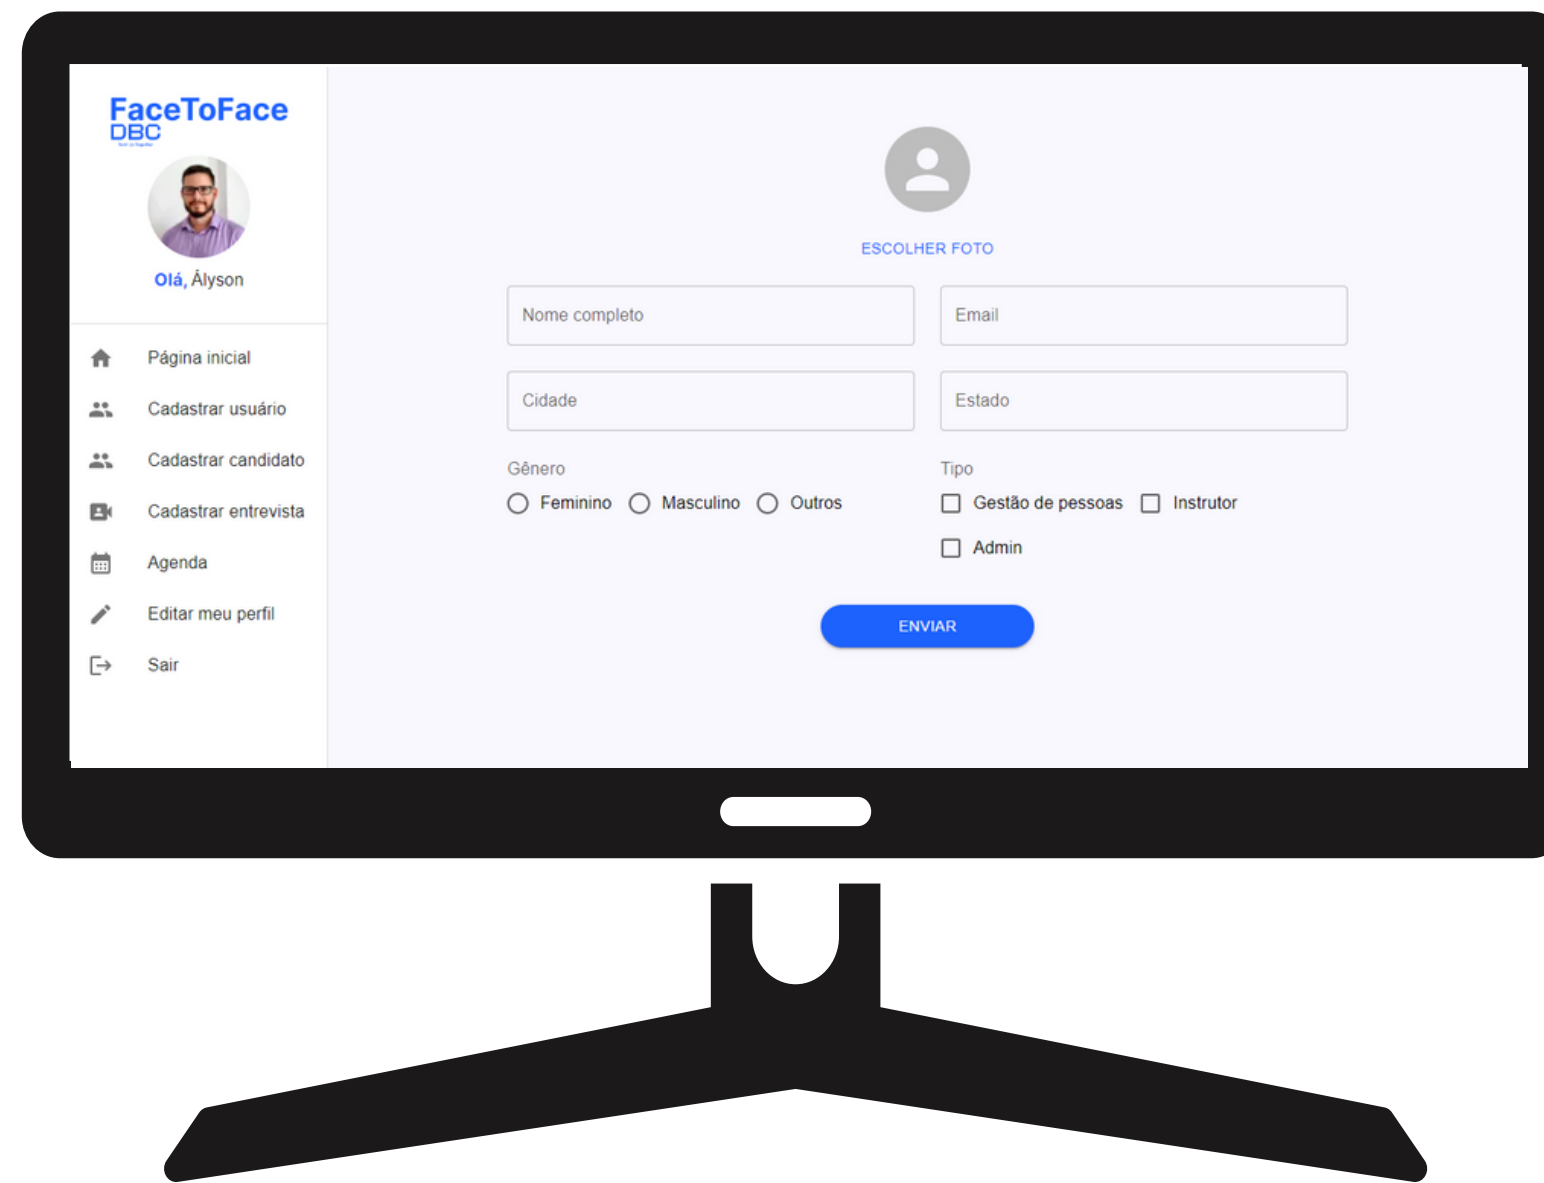 FaceToFace
DBC
Olá,Ályson
Página inicial
Cadastrar usuário
Cadastrar candidato
Cadastrar entrevista
Agenda
Editar meu perfil
Sair
ESCOLHER FOTO
Nome completo
Email
Cidade
Estado
Gênero
Feminino Masculino Outros
Tipo
Gestão de pessoas Instrutor
Admin
ENVIAR